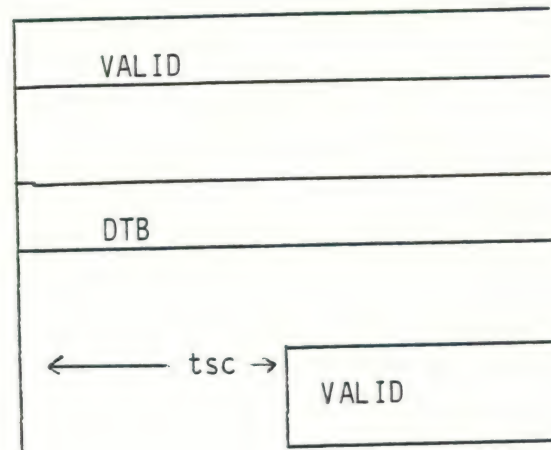 VALID
DTB
← tsc →
VALID